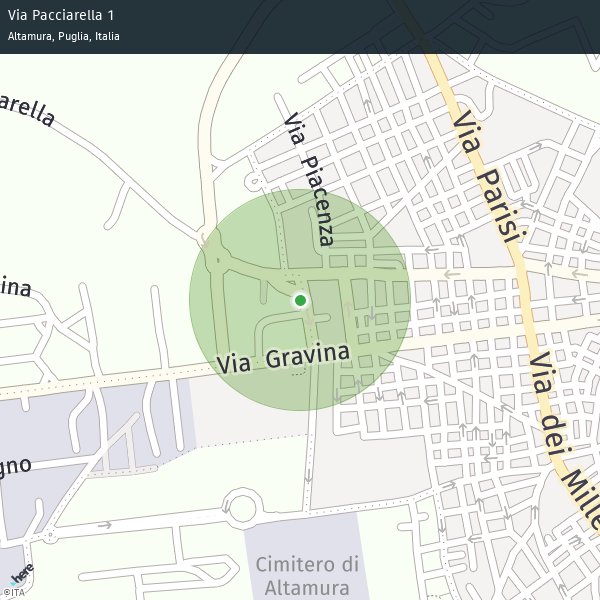 Via Pacciarella 1
Altamura, Puglia, Italia
arella
Via Piacenza
Via Parisi
ina
Via Gravina
Via dei Mille
gno
Cimitero di
Altamura
here
©ITA